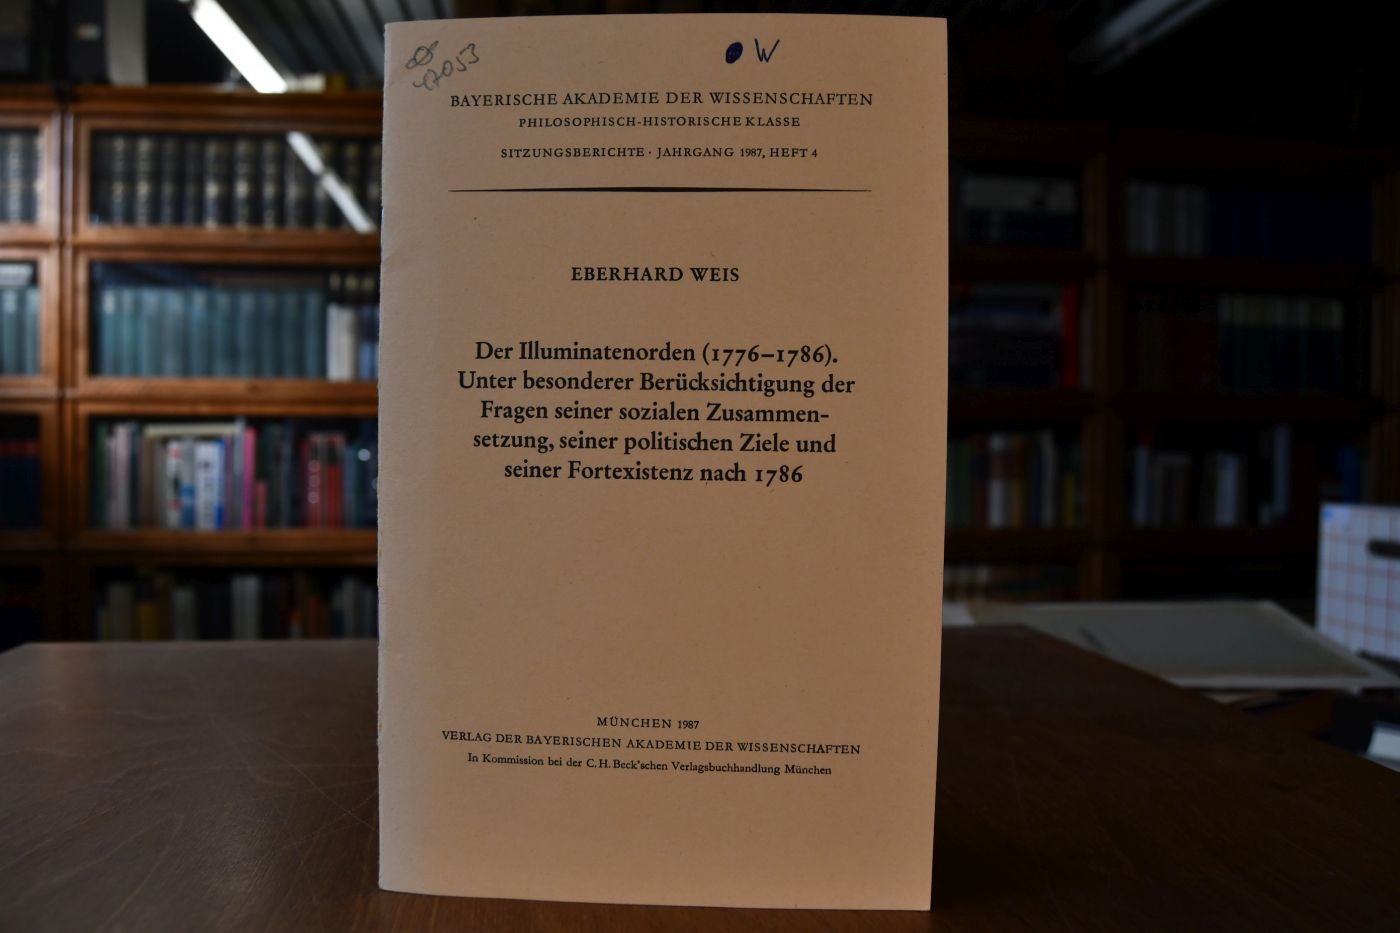 17053
W
BAYERISCHE AKADEMIE DER WISSENSCHAFTEN
PHILOSOPHISCH-HISTORISCHE KLASSE
SITZUNGSBERICHTE · JAHRGANG 1987, HEFT 4
EBERHARD WEIS
Der Illuminatenorden (1776–1786).
Unter besonderer Berücksichtigung der
Fragen seiner sozialen Zusammen-
setzung, seiner politischen Ziele und
seiner Fortexistenz nach 1786
MÜNCHEN 1987
VERLAG DER BAYERISCHEN AKADEMIE DER WISSENSCHAFTEN
In Kommission bei der C. H. Beck'schen Verlagsbuchhandlung München